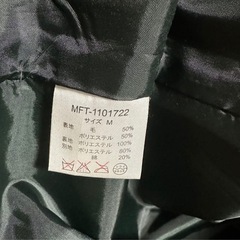 MFT-1101722
サイズ M
表地 毛 50%
ポリエステル 50%
裏地 ポリエステル 100%
別地 ポリエステル 80%
綿 20%